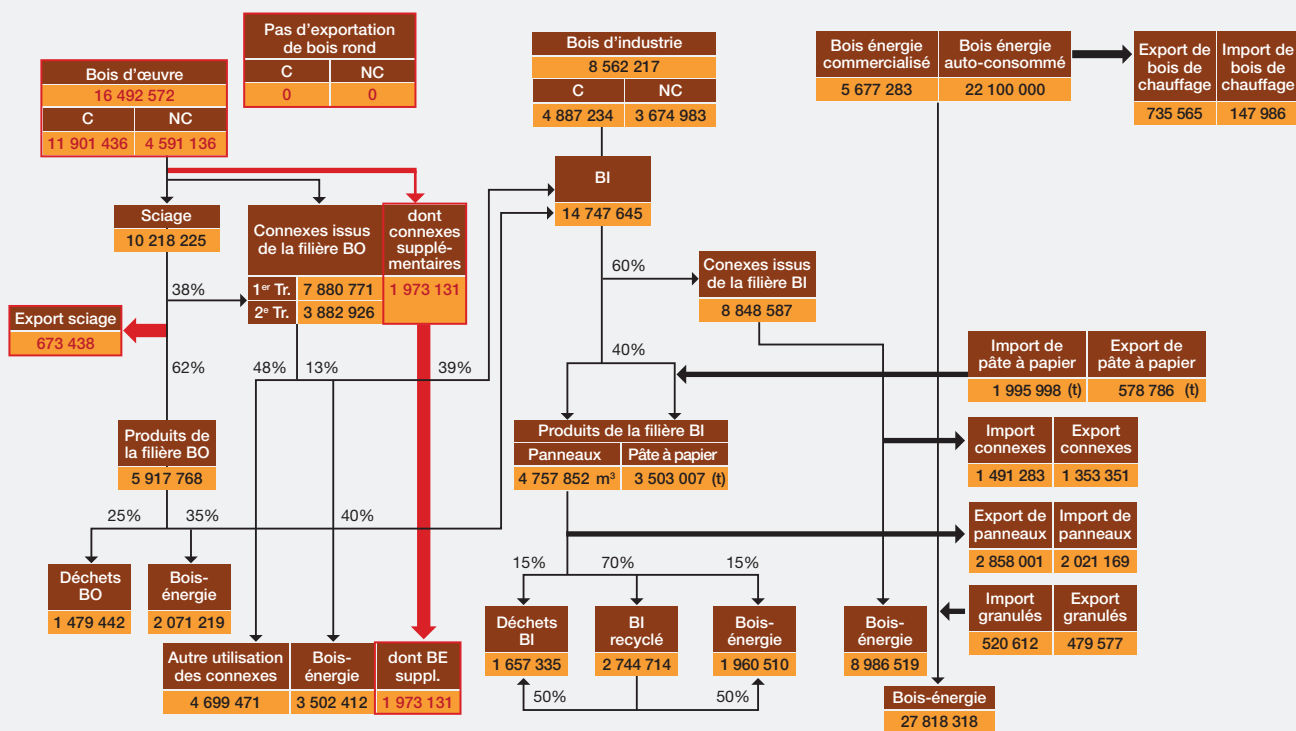 Pas d'exportation
de bois rond
C NC
0 0
Bois d'œuvre
16 492 572
C NC
11 901 436 4 591 136
Bois d'industrie
8 562 217
C NC
4 887 234 3 674 983
Bois énergie
commercialisé
5 677 283
Bois énergie
auto-consommé
22 100 000
Export de
bois de
chauffage
735 565
Import de
bois de
chauffage
147 986
BI
14 747 645
Sciage
10 218 225
Connexes issus
de la filière BO
1er Tr. 7 880 771
2e Tr. 3 882 926
dont
connexes
supplé-
mentaires
1 973 131
60%
Conexes issus
de la filière BI
8 848 587
38%
Export sciage
673 438
62%
48% 13% 39%
40%
Import de
pâte à papier
1 995 998 (t)
Export de
pâte à papier
578 786 (t)
Produits de
la filière BO
5 917 768
Produits de la filière BI
Panneaux Pâte à papier
4 757 852 m³ 3 503 007 (t)
Import
connexes
1 491 283
Export
connexes
1 353 351
25% 35% 40%
Export de
panneaux
2 858 001
Import de
panneaux
2 021 169
15% 70% 15%
Déchets
BO
1 479 442
Bois-
énergie
2 071 219
Déchets
BI
1 657 335
BI
recyclé
2 744 714
Bois-
énergie
1 960 510
Bois-
énergie
8 986 519
Import
granulés
520 612
Export
granulés
479 577
Autre utilisation
des connexes
4 699 471
Bois-
énergie
3 502 412
dont BE
suppl.
1 973 131
50% 50%
Bois-énergie
27 818 318